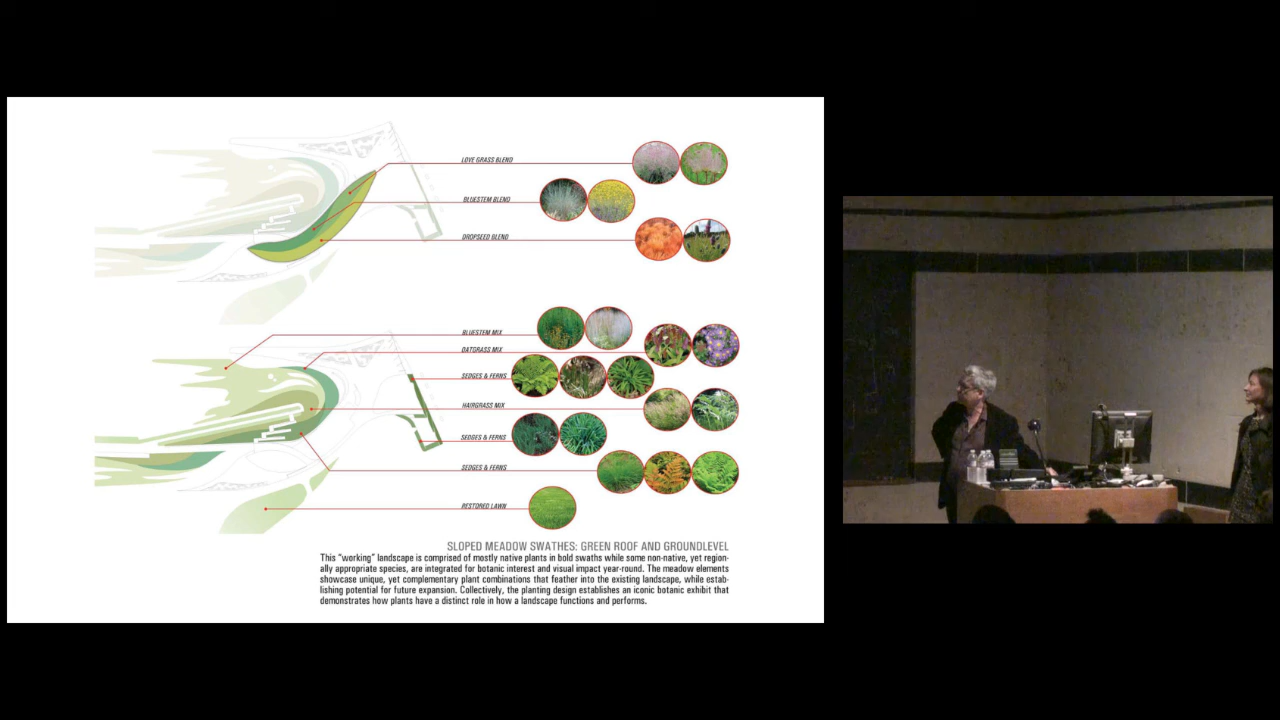 LOVE GRASS BLEND
BLUESTEM BLEND
DROPSEED BLEND
BLUESTEM MIX
OATGRASS MIX
SEDGES & FERNS
HAIRGRASS MIX
SEDGES & FERNS
SEDGES & FERNS
RESTORED LAWN
SLOPED MEADOW SWATHES: GREEN ROOF AND GROUNDLEVEL
This "working" landscape is comprised of mostly native plants in bold swaths while some non-native, yet region-
ally appropriate species, are integrated for botanic interest and visual impact year-round. The meadow elements
showcase unique, yet complementary plant combinations that feather into the existing landscape, while estab-
lishing potential for future expansion. Collectively, the planting design establishes an iconic botanic exhibit that
demonstrates how plants have a distinct role in how a landscape functions and performs.